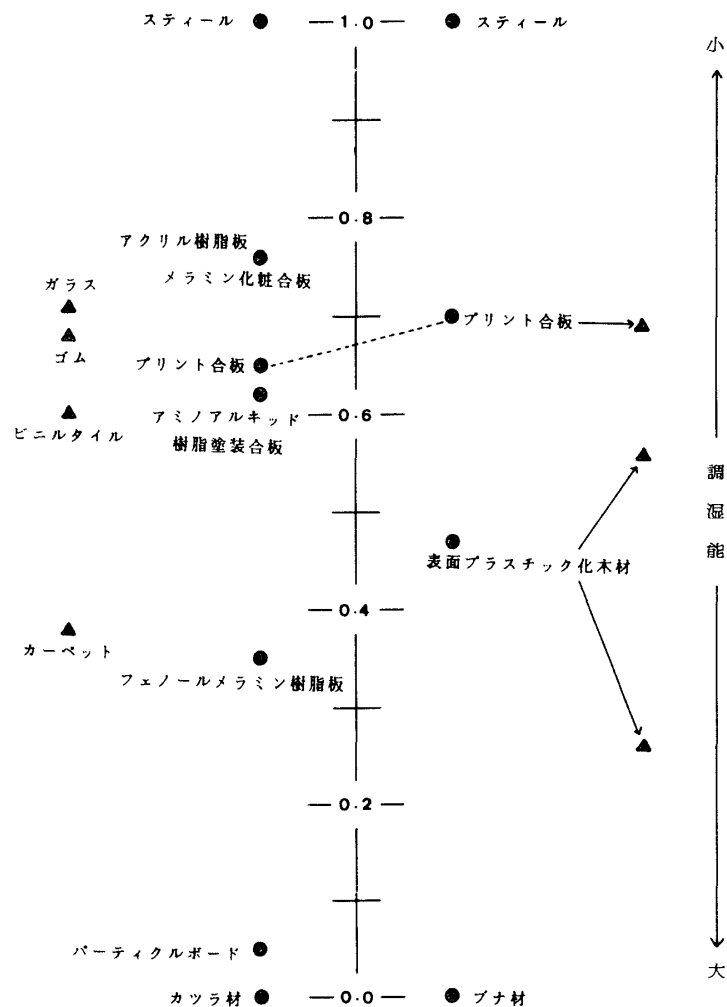 スティール
1.0
スティール
小
0.8
アクリル樹脂板
メラミン化粧合板
ガラス
ゴム
プリント合板
プリント合板
0.6
アミノアルキッド
樹脂塗装合板
ビニルタイル
調湿能
表面プラスチック化木材
0.4
カーペット
フェノールメラミン樹脂板
0.2
パーティクルボード
カツラ材
0.0
ブナ材
大